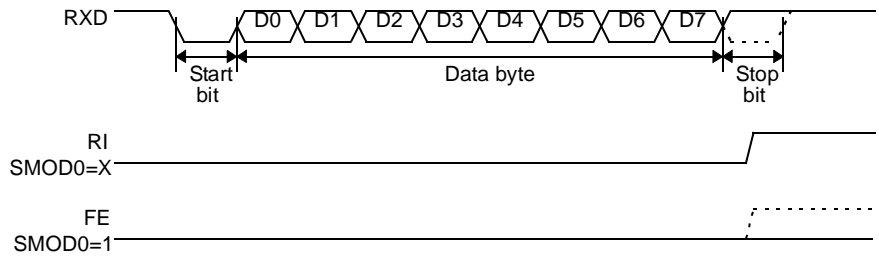 RXD D0 D1 D2 D3 D4 D5 D6 D7
Start bit Data byte Stop bit
RI
SMOD0=X
FE
SMOD0=1